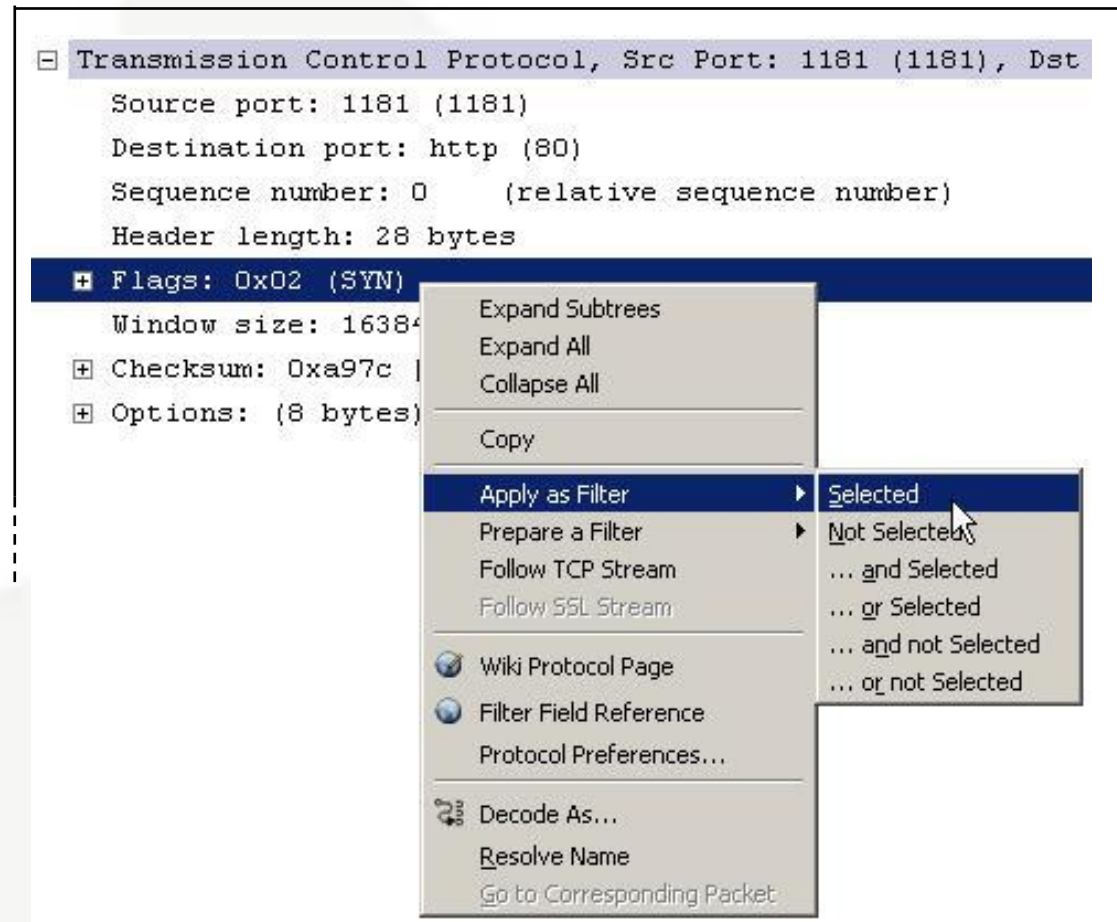 Transmission Control Protocol, Src Port: 1181 (1181), Dst
Source port: 1181 (1181)
Destination port: http (80)
Sequence number: 0 (relative sequence number)
Header length: 28 bytes
Flags: 0x02 (SYN)
Window size: 16384
Checksum: 0xa97c
Options: (8 bytes)
Expand Subtrees
Expand All
Collapse All
Copy
Apply as Filter
Prepare a Filter
Follow TCP Stream
Follow SSL Stream
Wiki Protocol Page
Filter Field Reference
Protocol Preferences...
Decode As...
Resolve Name
Go to Corresponding Packet
Selected
Not Selected
... and Selected
... or Selected
... and not Selected
... or not Selected